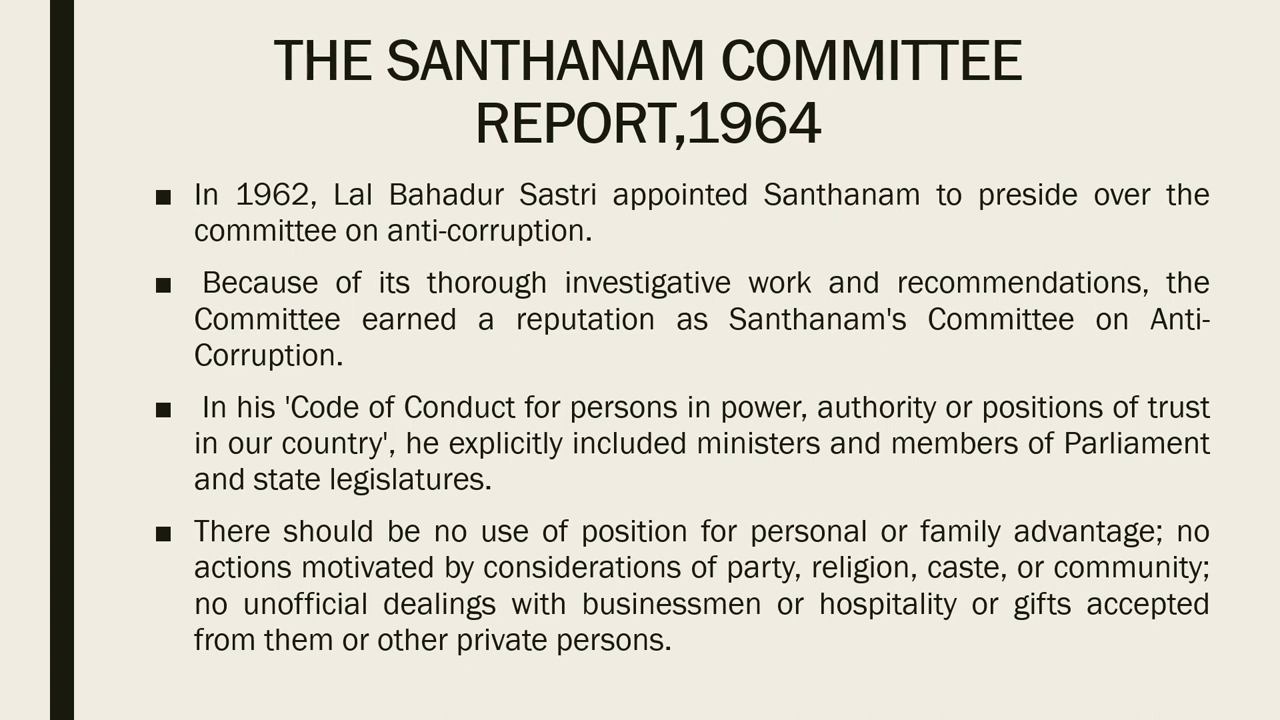 THE SANTHANAM COMMITTEE
REPORT,1964
■ In 1962, Lal Bahadur Sastri appointed Santhanam to preside over the
committee on anti-corruption.
■ Because of its thorough investigative work and recommendations, the
Committee earned a reputation as Santhanam's Committee on Anti-
Corruption.
■ In his 'Code of Conduct for persons in power, authority or positions of trust
in our country', he explicitly included ministers and members of Parliament
and state legislatures.
■ There should be no use of position for personal or family advantage; no
actions motivated by considerations of party, religion, caste, or community;
no unofficial dealings with businessmen or hospitality or gifts accepted
from them or other private persons.